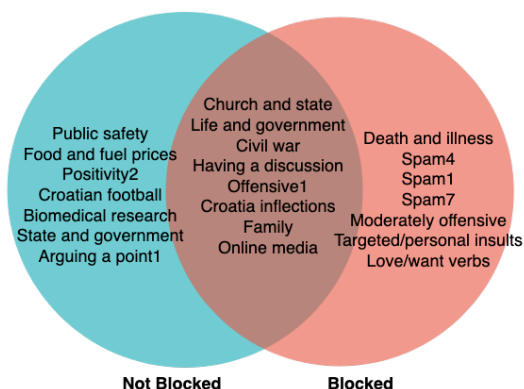 Public safety
Food and fuel prices
Positivity2
Croatian football
Biomedical research
State and government
Arguing a point1
Church and state
Life and government
Civil war
Having a discussion
Offensive1
Croatia inflections
Family
Online media
Death and illness
Spam4
Spam1
Spam7
Moderately offensive
Targeted/personal insults
Love/want verbs
Not Blocked
Blocked